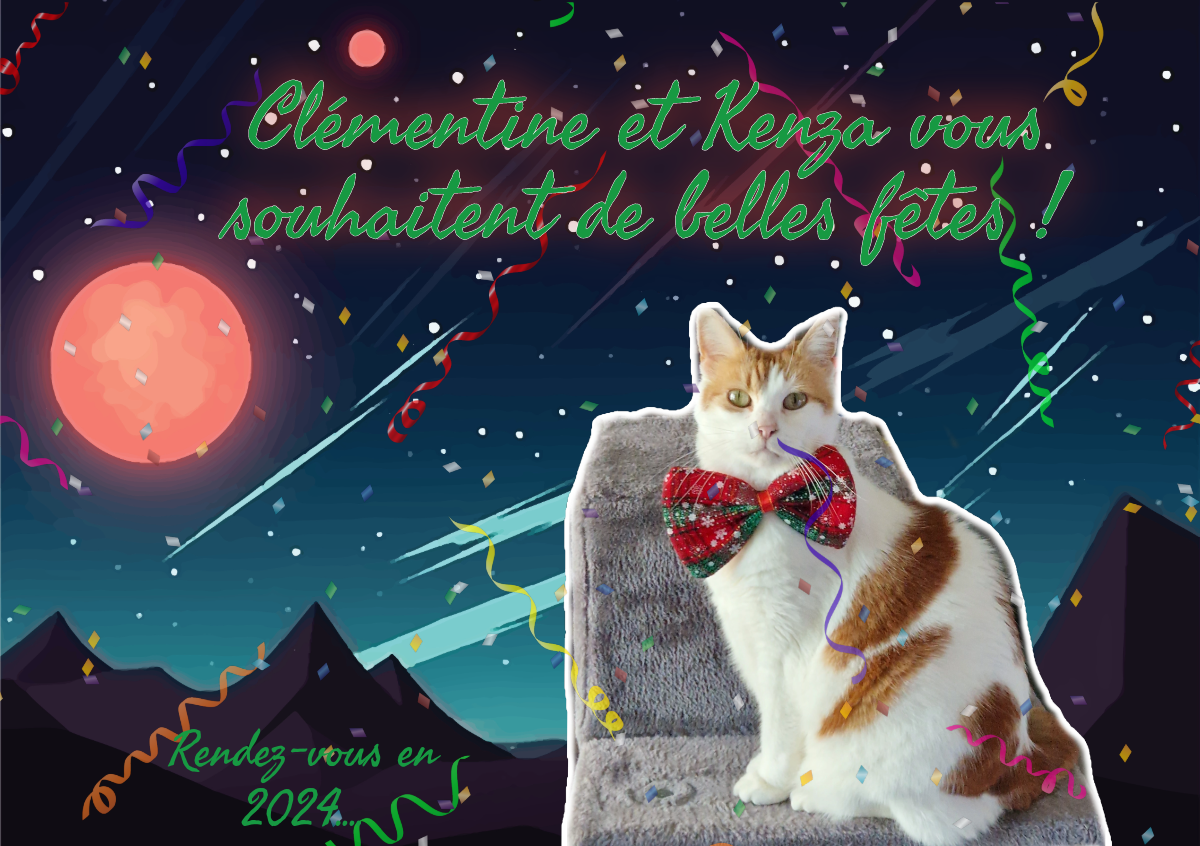 Clémentine et Kenza vous
souhaitent de belles fêtes !
Rendez-vous en
2024...